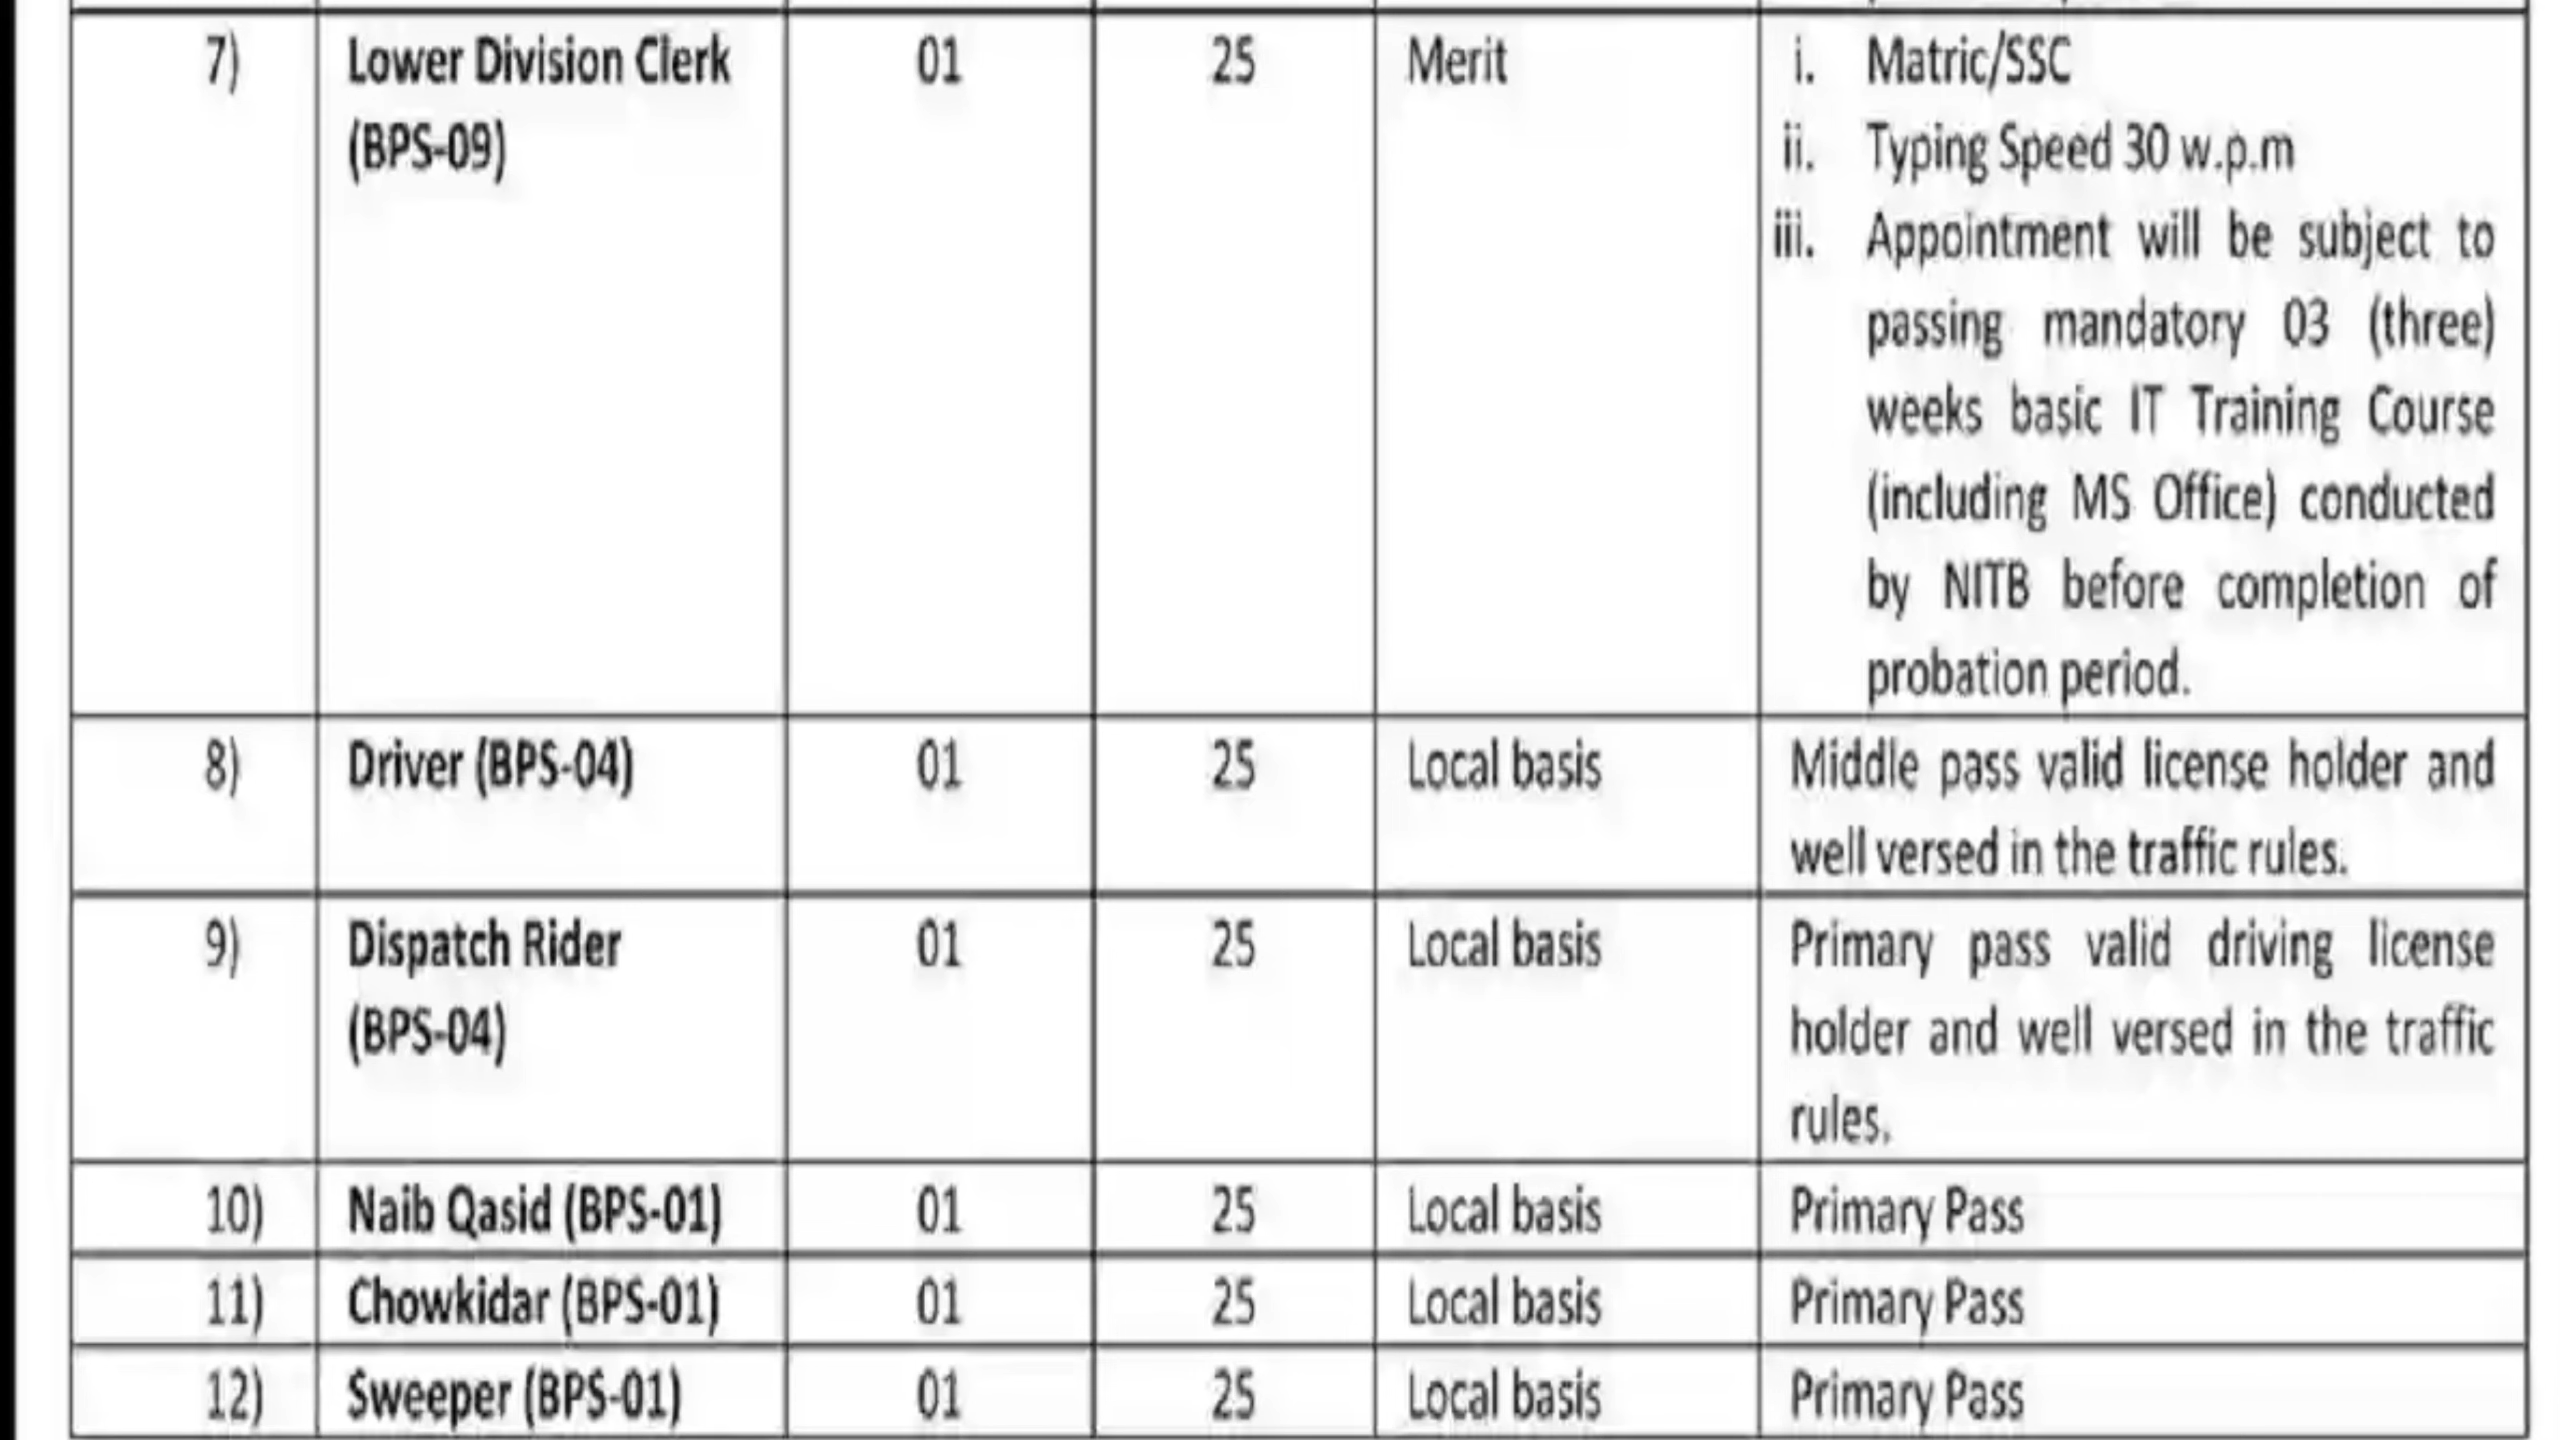 7) Lower Division Clerk 01 25 Merit i. Matric/SSC
(BPS-09) ii. Typing Speed 30 w.p.m
iii. Appointment will be subject to
passing mandatory 03 (three)
weeks basic IT Training Course
(including MS Office) conducted
by NITB before completion of
probation period.
8) Driver (BPS-04) 01 25 Local basis Middle pass valid license holder and
well versed in the traffic rules.
9) Dispatch Rider 01 25 Local basis Primary pass valid driving license
(BPS-04) holder and well versed in the traffic
rules.
10) Naib Qasid (BPS-01) 01 25 Local basis Primary Pass
11) Chowkidar (BPS-01) 01 25 Local basis Primary Pass
12) Sweeper (BPS-01) 01 25 Local basis Primary Pass